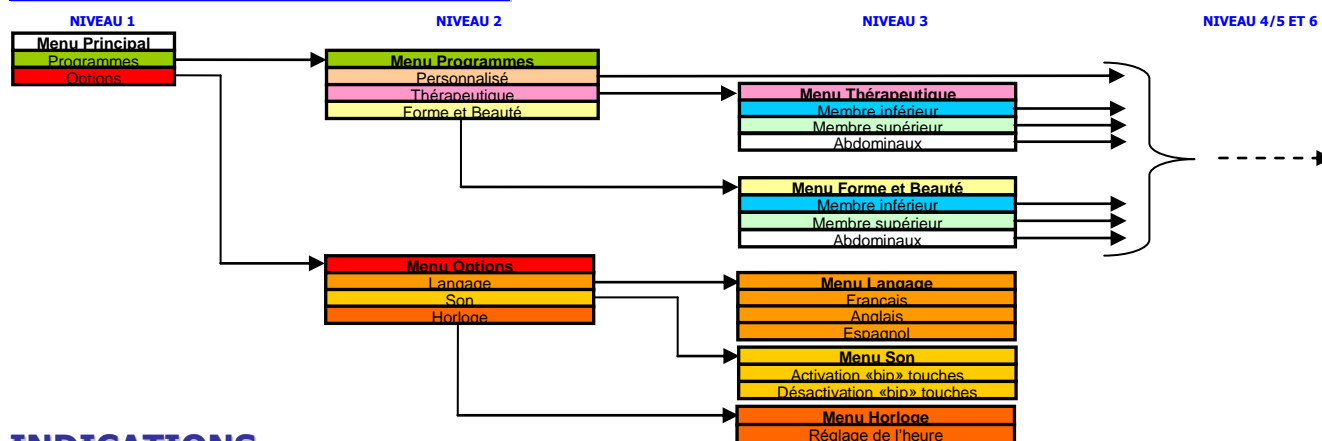 NIVEAU 1
NIVEAU 2
NIVEAU 3
NIVEAU 4/5 ET 6
Menu Principal
Programmes
Options
Menu Programmes
Personnalisé
Thérapeutique
Forme et Beauté
Menu Thérapeutique
Membre inférieur
Membre supérieur
Abdominaux
Menu Forme et Beauté
Membre inférieur
Membre supérieur
Abdominaux
Menu Options
Langage
Son
Horloge
Menu Langage
Français
Anglais
Espagnol
Menu Son
Activation «bip» touches
Désactivation «bip» touches
Menu Horloge
Réglage de l'heure
INDICATIONS